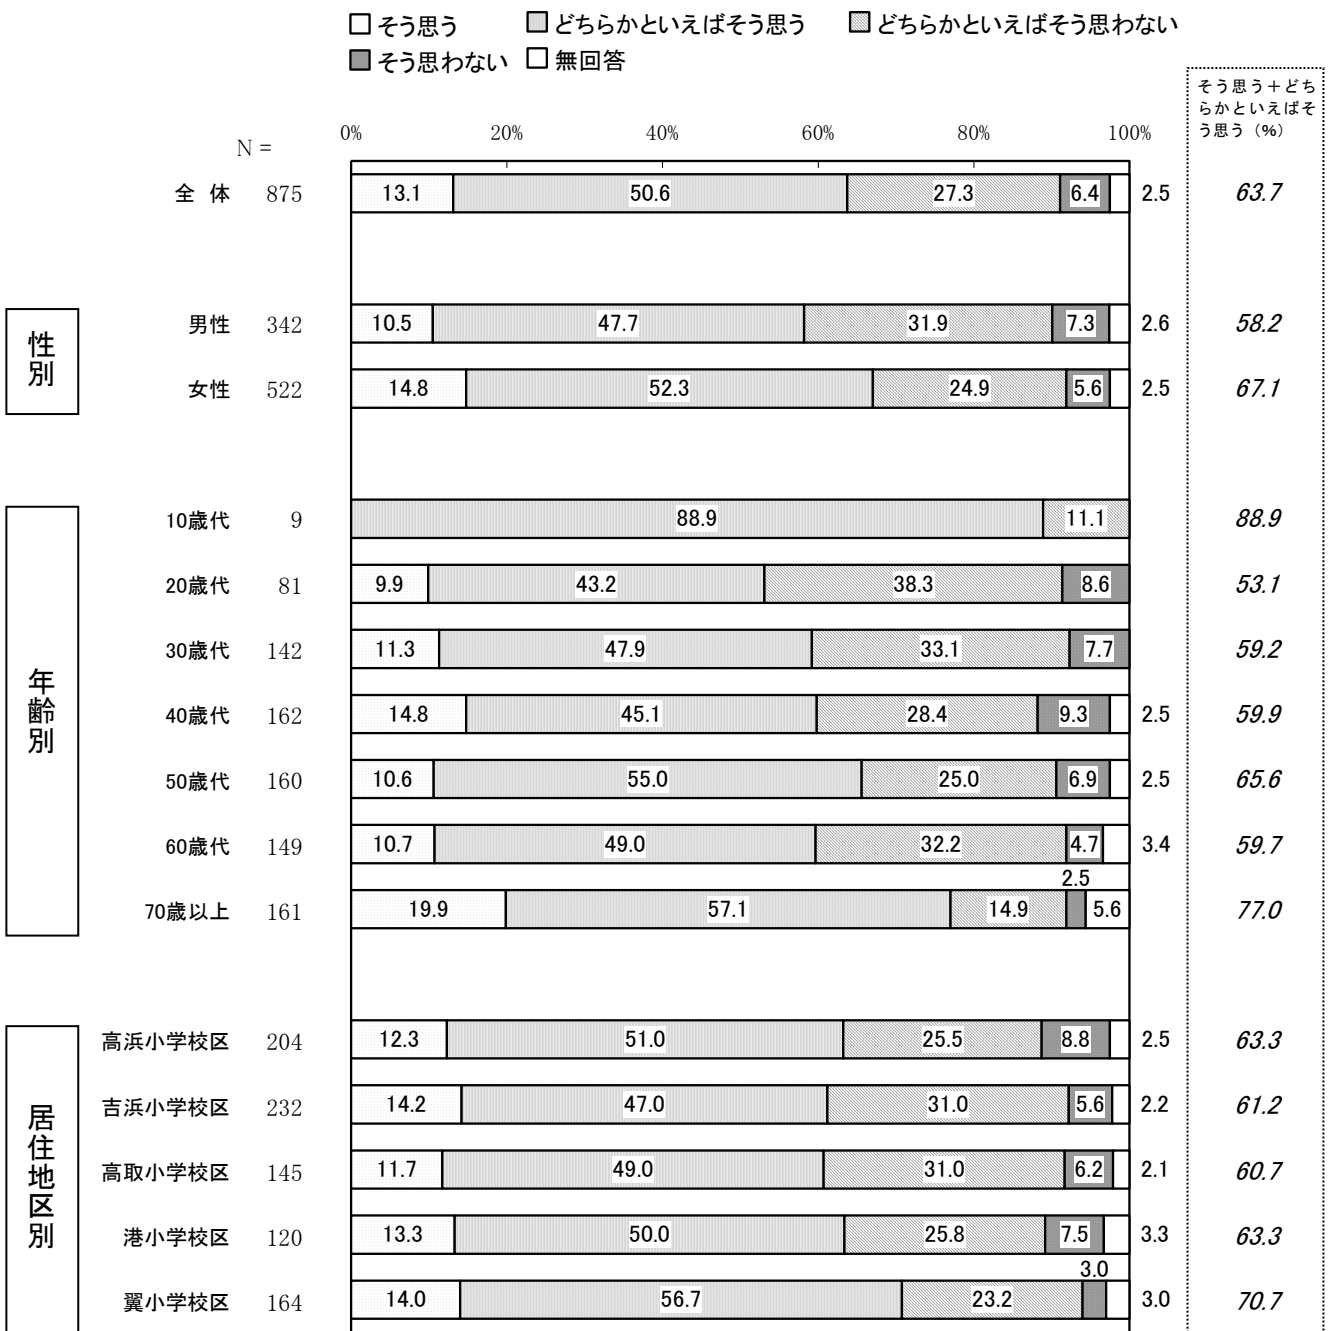 そう思う どちらかといえばそう思う どちらかといえばそう思わない
そう思わない 無回答
そう思う＋どち
らかといえばそ
う思う（%）
0% 20% 40% 60% 80% 100%
N =
全 体 875 13.1 50.6 27.3 6.4 2.5 63.7
性別
男性 342 10.5 47.7 31.9 7.3 2.6 58.2
女性 522 14.8 52.3 24.9 5.6 2.5 67.1
年齢別
10歳代 9 88.9 11.1 88.9
20歳代 81 9.9 43.2 38.3 8.6 53.1
30歳代 142 11.3 47.9 33.1 7.7 59.2
40歳代 162 14.8 45.1 28.4 9.3 2.5 59.9
50歳代 160 10.6 55.0 25.0 6.9 2.5 65.6
60歳代 149 10.7 49.0 32.2 4.7 3.4 59.7
2.5
70歳以上 161 19.9 57.1 14.9 5.6 77.0
居住地区別
高浜小学校区 204 12.3 51.0 25.5 8.8 2.5 63.3
吉浜小学校区 232 14.2 47.0 31.0 5.6 2.2 61.2
高取小学校区 145 11.7 49.0 31.0 6.2 2.1 60.7
港小学校区 120 13.3 50.0 25.8 7.5 3.3 63.3
3.0
翼小学校区 164 14.0 56.7 23.2 3.0 70.7